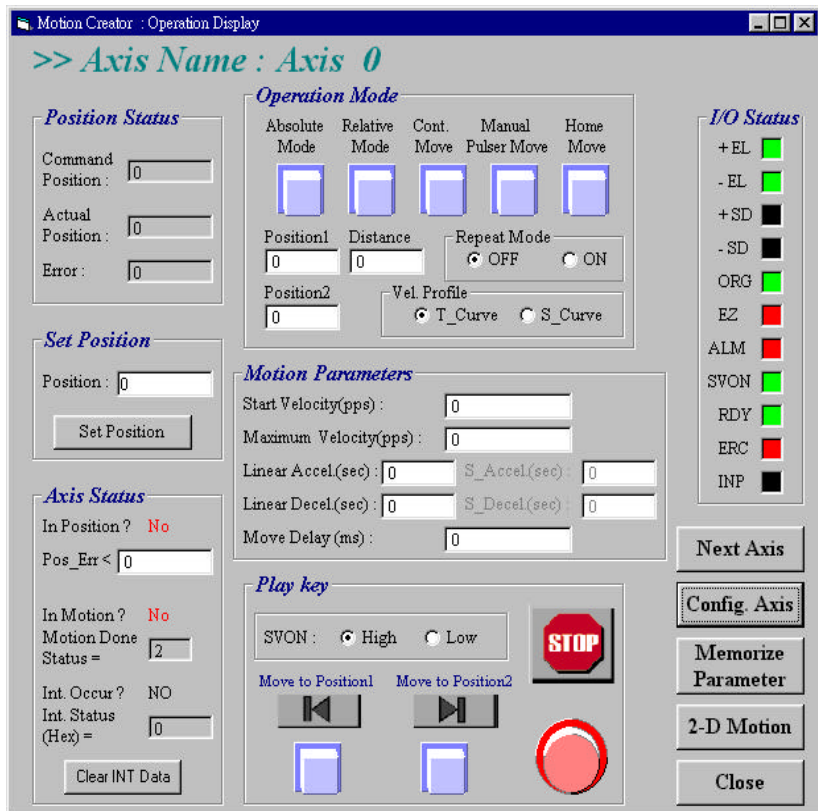 Motion Creator : Operation Display
>> Axis Name : Axis 0
Position Status
Command
Position :
0
Actual
Position :
0
Error :
0
Set Position
Position :
0
Set Position
Axis Status
In Position ? No
Pos_Err <
0
In Motion ? No
Motion Done
Status =
2
Int. Occur ? NO
Int. Status
(Hex) =
0
Clear INT Data
Operation Mode
Absolute
Mode
Relative
Mode
Cont.
Move
Manual
Pulser Move
Home
Move
Position1
0
Distance
0
Repeat Mode
OFF
ON
Position2
0
Vel. Profile
T_Curve
S_Curve
Motion Parameters
Start Velocity(pps) :
0
Maximum Velocity(pps) :
0
Linear Accel.(sec) :
0
S_Accel.(sec) :
0
Linear Decel.(sec) :
0
S_Decel.(sec) :
0
Move Delay (ms) :
0
Play key
SVON :
High
Low
STOP
Move to Position1
Move to Position2
I/O Status
+ EL
- EL
+ SD
- SD
ORG
EZ
ALM
SVON
RDY
ERC
INP
Next Axis
Config. Axis
Memorize
Parameter
2-D Motion
Close